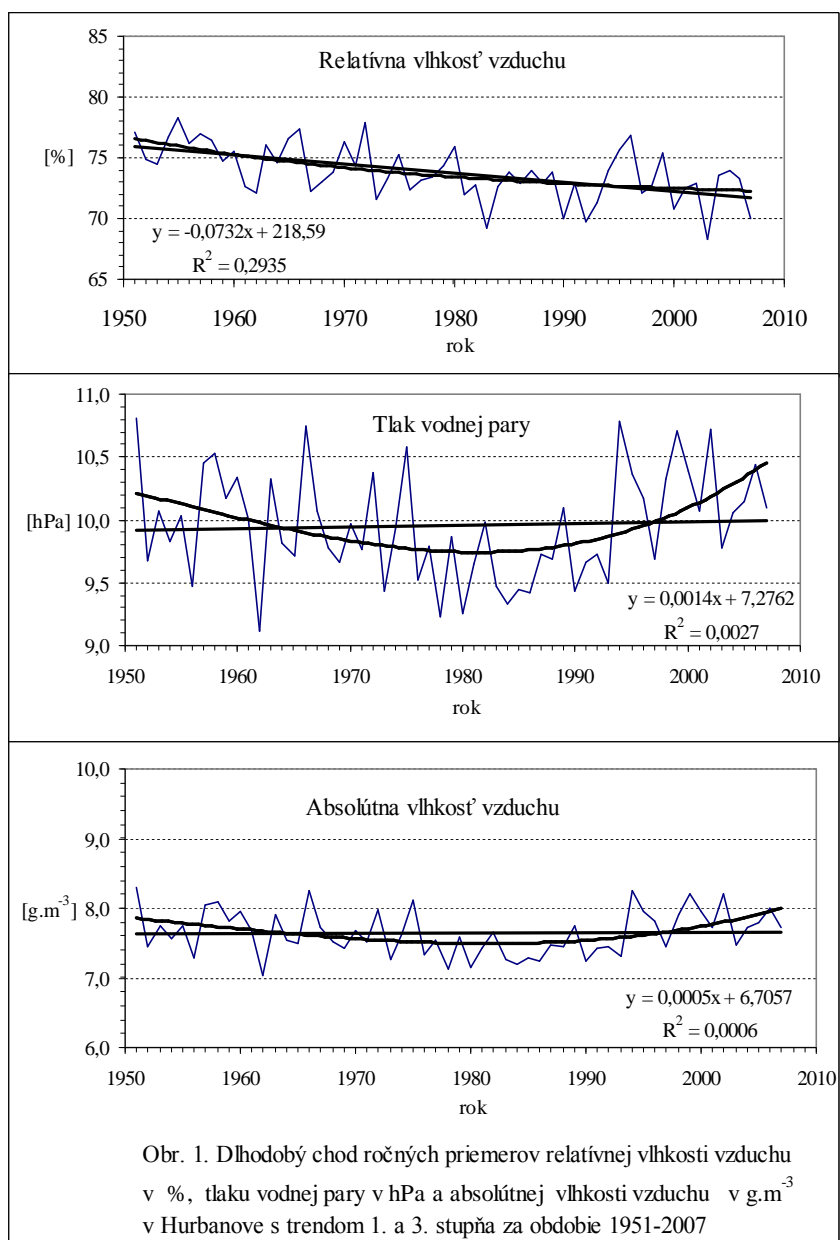 Relatívna vlhkosť vzduchu
85
80
75
70
65
[%]
y = -0,0732x + 218,59
R² = 0,2935
1950 1960 1970 1980 1990 2000 2010
rok
Tlak vodnej pary
11,0
10,5
10,0
9,5
9,0
[hPa]
y = 0,0014x + 7,2762
R² = 0,0027
1950 1960 1970 1980 1990 2000 2010
rok
Absolútna vlhkosť vzduchu
10,0
9,0
8,0
7,0
6,0
[g.m⁻³]
y = 0,0005x + 6,7057
R² = 0,0006
1950 1960 1970 1980 1990 2000 2010
rok
Obr. 1. Dlhodobý chod ročných priemerov relatívnej vlhkosti vzduchu
v %, tlaku vodnej pary v hPa a absolútnej vlhkosti vzduchu v g.m⁻³
v Hurbanove s trendom 1. a 3. stupňa za obdobie 1951-2007